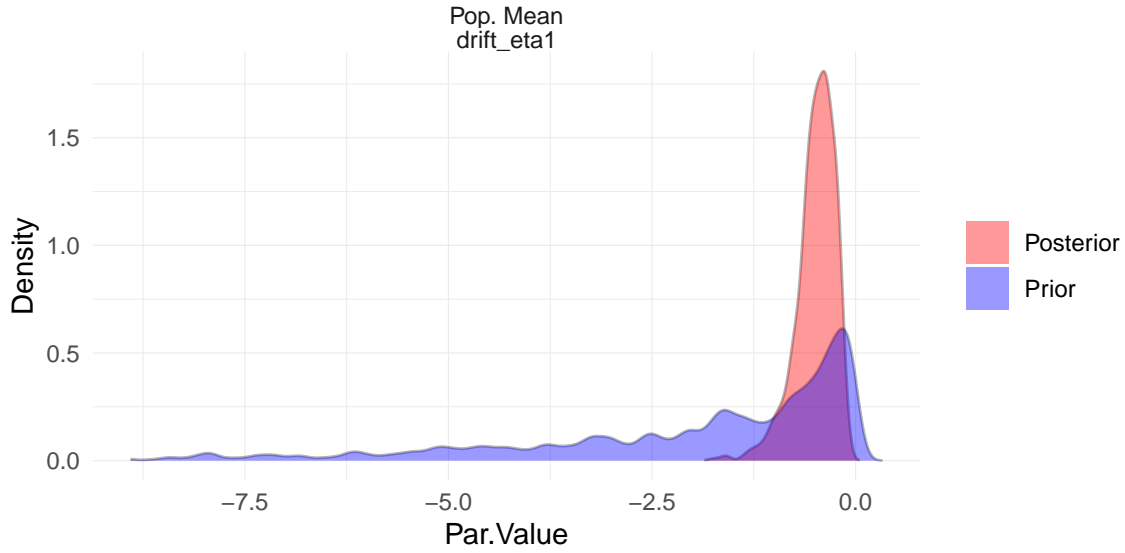 Pop. Mean
drift_eta1
Density
1.5
1.0
0.5
0.0
−7.5
−5.0
−2.5
0.0
Par.Value
Posterior
Prior